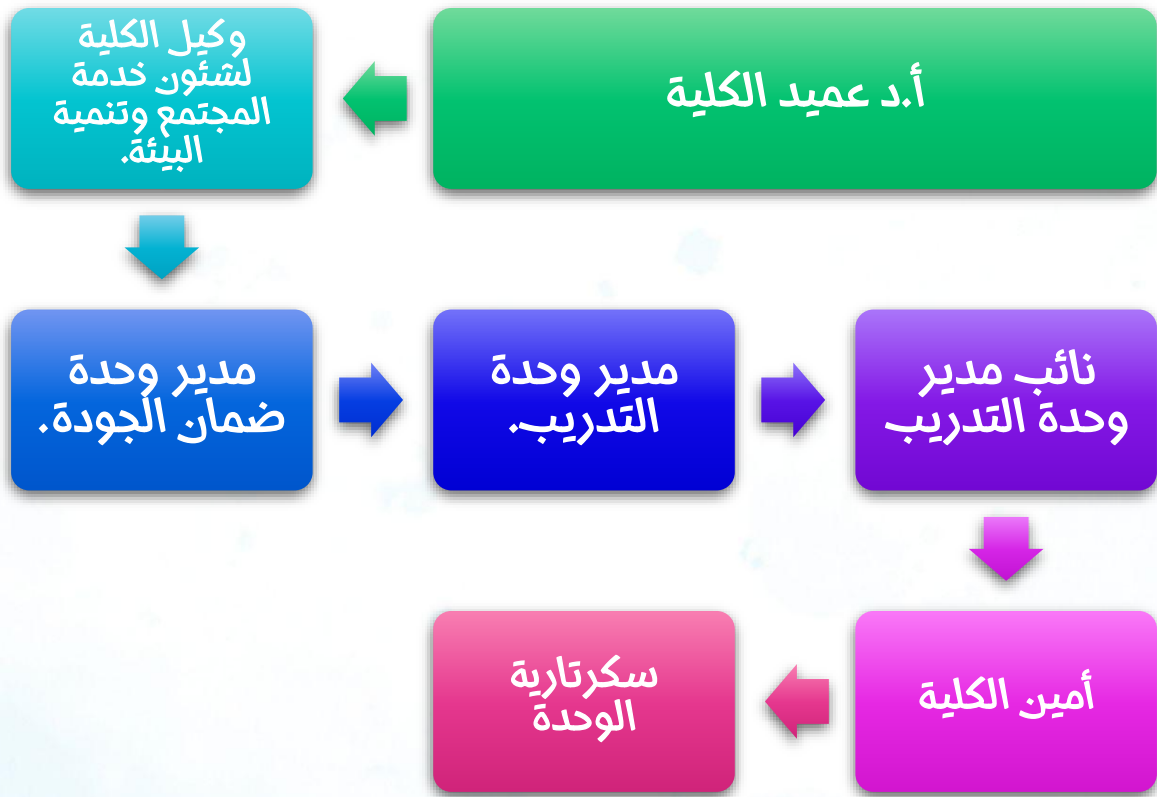 أ.د عميد الكلية
وكيل الكلية
لشئون خدمة
المجتمع وتنمية
البيئة.
مدير وحدة
ضمان الجودة.
مدير وحدة
التدريب.
نائب مدير
وحدة التدريب
أمين الكلية
سكرتارية
الوحدة